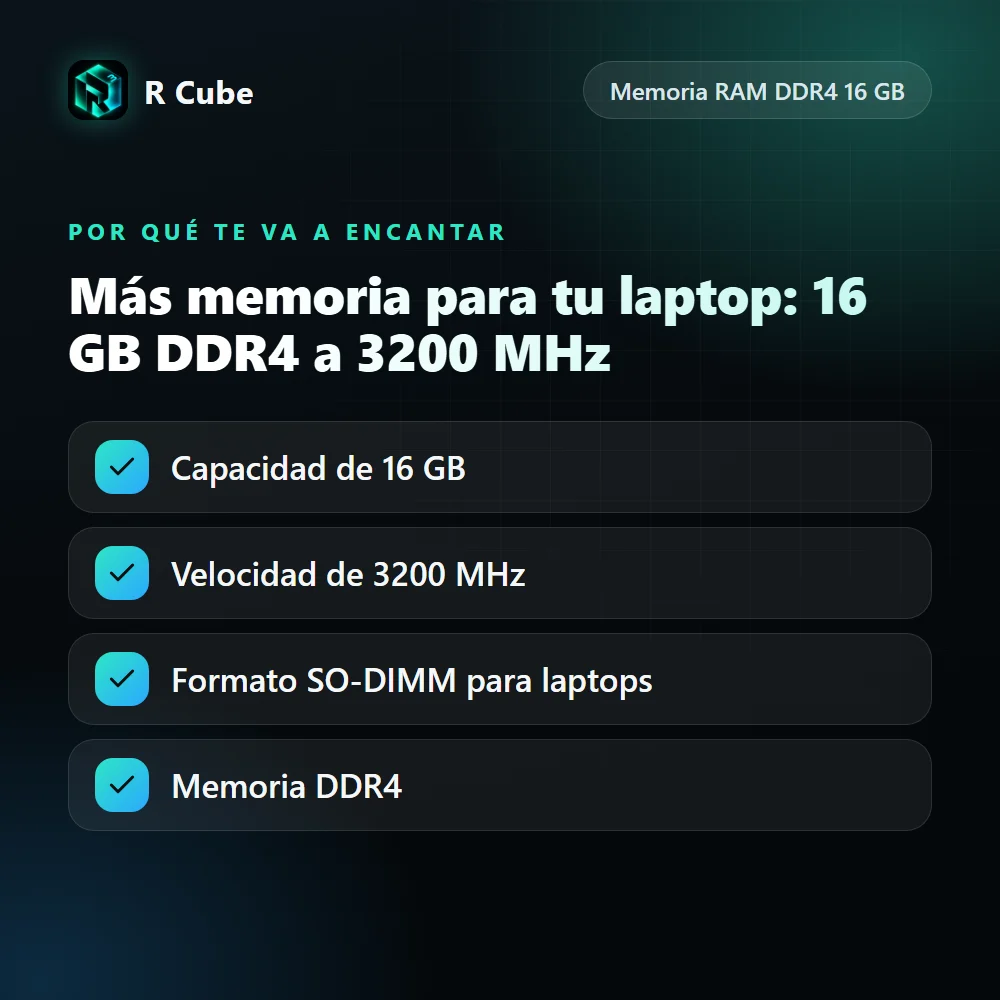 R Cube
Memoria RAM DDR4 16 GB
POR QUÉ TE VA A ENCANTAR
Más memoria para tu laptop: 16
GB DDR4 a 3200 MHz
Capacidad de 16 GB
Velocidad de 3200 MHz
Formato SO-DIMM para laptops
Memoria DDR4